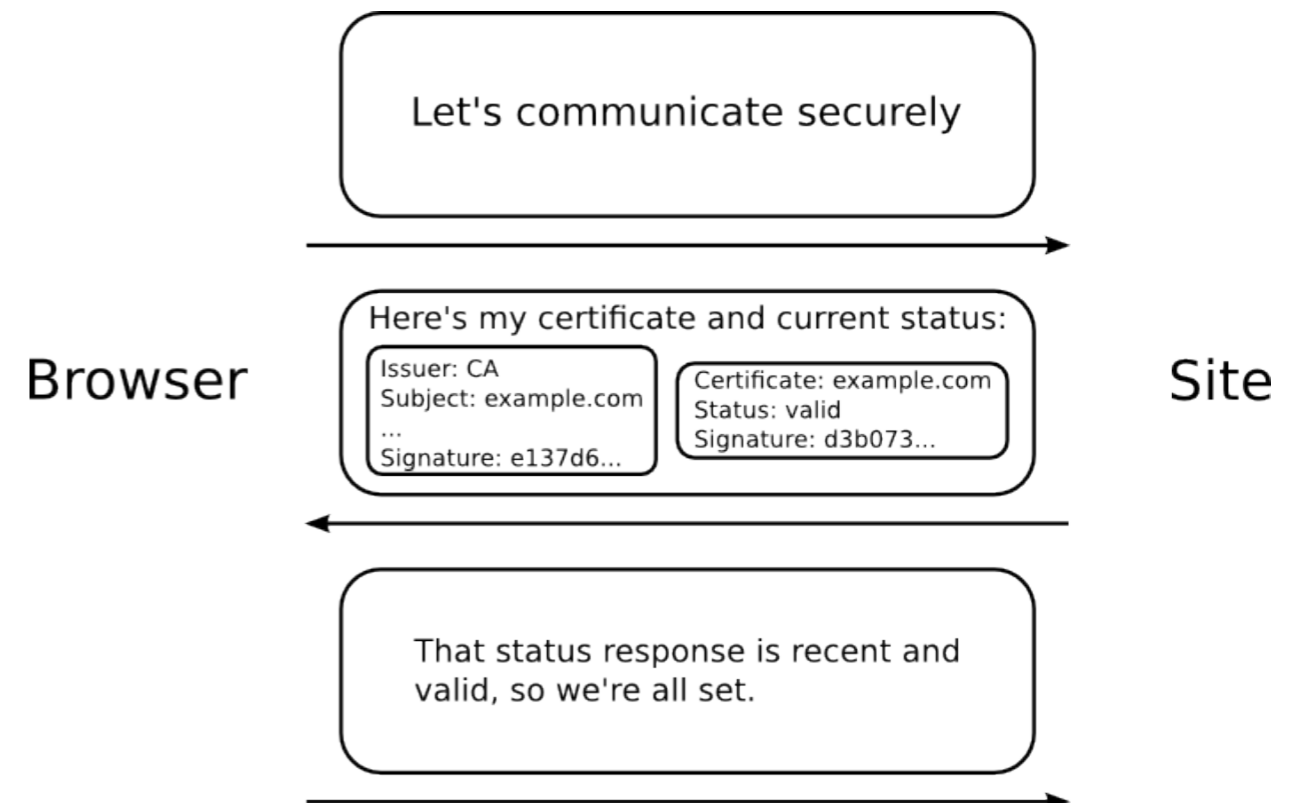 Let's communicate securely
Here's my certificate and current status:
Issuer: CA
Subject: example.com
...
Signature: e137d6...
Certificate: example.com
Status: valid
Signature: d3b073...
Browser
Site
That status response is recent and
valid, so we're all set.